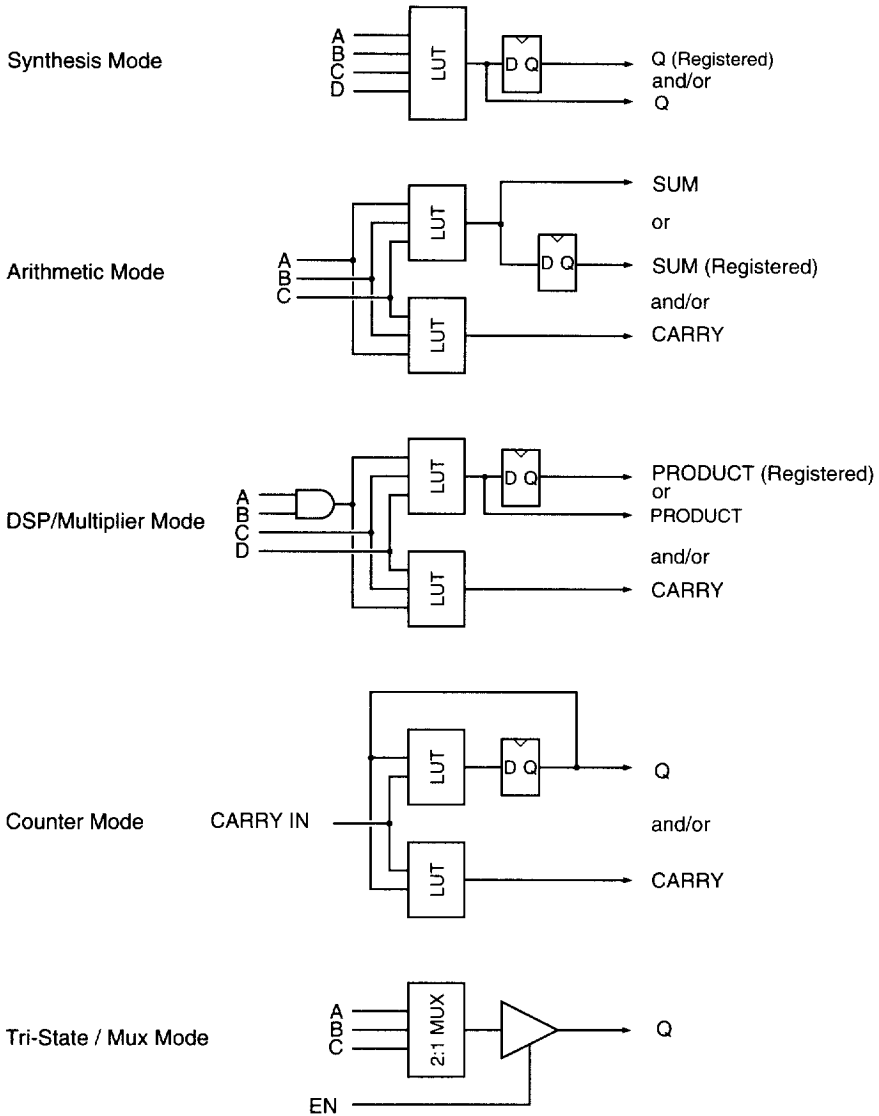 Synthesis Mode
A
B
C
D
LUT
D Q
Q (Registered)
and/or
Q
Arithmetic Mode
A
B
C
LUT
LUT
D Q
SUM
or
SUM (Registered)
and/or
CARRY
DSP/Multiplier Mode
A
B
C
D
LUT
LUT
D Q
PRODUCT (Registered)
or
PRODUCT
and/or
CARRY
Counter Mode
CARRY IN
LUT
LUT
D Q
Q
and/or
CARRY
Tri-State / Mux Mode
A
B
C
2:1 MUX
EN
Q